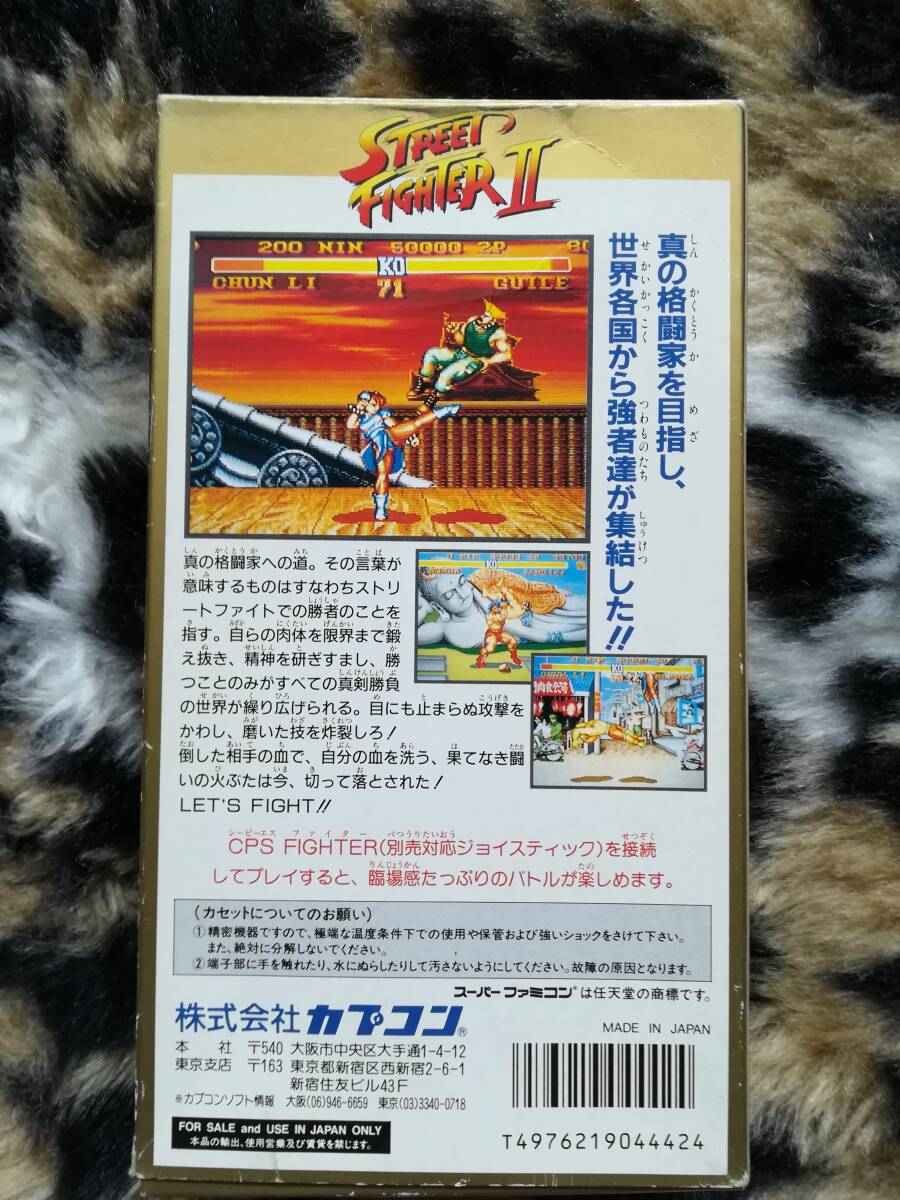 STREET
FIGHTER II
真の格闘家を目指し、
世界各国から強者達が集結した!!
200 NIN 50000 2P 80
KO
CHUN LI 71 GUILE
KO
KO
真の格闘家への道。その言葉が
意味するものはすなわちストリ
ートファイトでの勝者のことを
指す。自らの肉体を限界まで鍛
え抜き、精神を研ぎすまし、勝
つことのみがすべての真剣勝負
の世界が繰り広げられる。目にも止まらぬ攻撃を
かわし、磨いた技を炸裂しろ!
倒した相手の血で、自分の血を洗う、果てなき闘
いの火ぶたは今、切って落とされた!
LET'S FIGHT!!
CPS FIGHTER(別売対応ジョイスティック)を接続
してプレイすると、臨場感たっぷりのバトルが楽しめます。
(カセットについてのお願い)
①精密機器ですので、極端な温度条件下での使用や保管および強いショックをさけて下さい。
また、絶対に分解しないでください。
②端子部に手を触れたり、水にぬらしたりして汚さないようにしてください。故障の原因となります。
スーパーファミコン®は任天堂の商標です。
株式会社カプコン®
MADE IN JAPAN
本 社 〒540 大阪市中央区大手通1-4-12
東京支店 〒163 東京都新宿区西新宿2-6-1
新宿住友ビル43F
※カプコンソフト情報 大阪(06)946-6659 東京(03)3340-0718
FOR SALE and USE IN JAPAN ONLY
本品の輸出、使用営業及び賃貸を禁じます。
T4976219044424